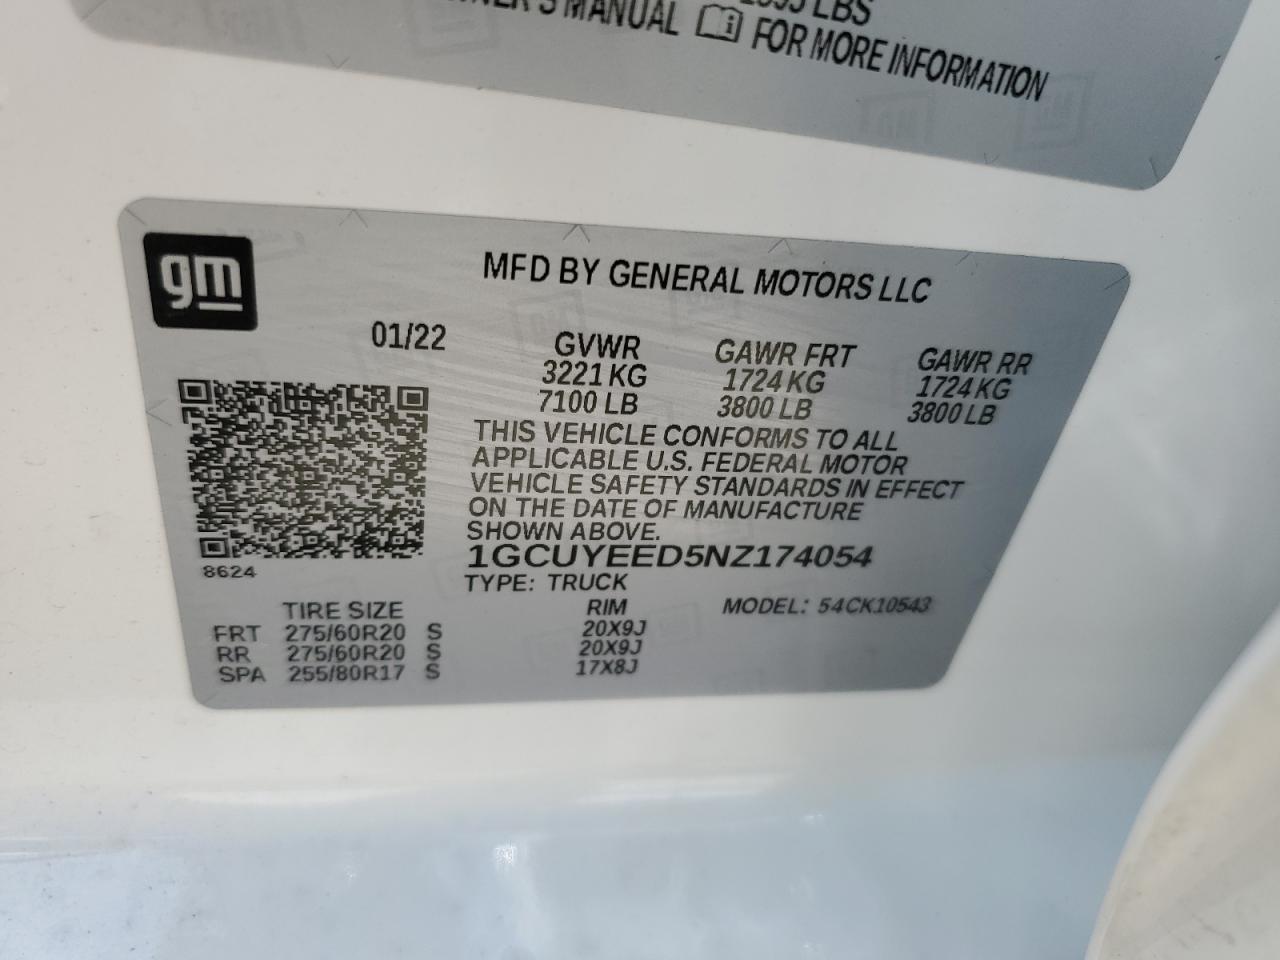 LBS
MANUAL FOR MORE INFORMATION
gm
MFD BY GENERAL MOTORS LLC
01/22
GVWR GAWR FRT GAWR RR
3221 KG 1724 KG 1724 KG
7100 LB 3800 LB 3800 LB
THIS VEHICLE CONFORMS TO ALL
APPLICABLE U.S. FEDERAL MOTOR
VEHICLE SAFETY STANDARDS IN EFFECT
ON THE DATE OF MANUFACTURE
SHOWN ABOVE.
1GCUYEED5NZ174054
8624
TYPE: TRUCK
TIRE SIZE RIM MODEL: 54CK10543
FRT 275/60R20 S 20X9J
RR 275/60R20 S 20X9J
SPA 255/80R17 S 17X8J